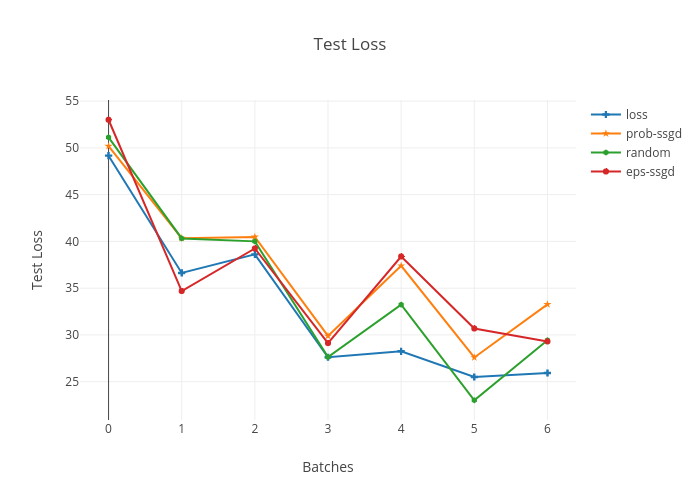 Test Loss
55
50
45
40
35
30
25
0 1 2 3 4 5 6
Test Loss
Batches
loss
prob-ssgd
random
eps-ssgd